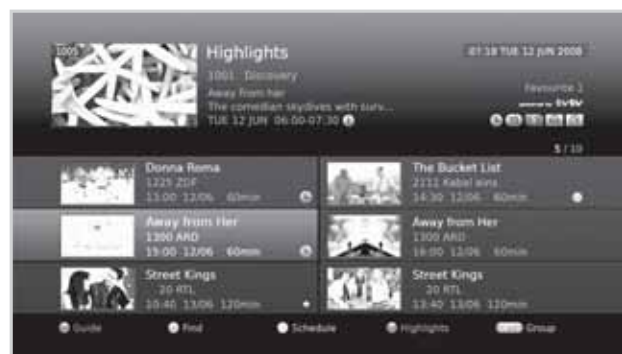 1005
Highlights
07:18 TUE 12 JUN 2008
1001 Discovery
Away from her
The comedian skydives with surv...
TUE 12 JUN 06:00-07:30
Favourite 1
5 / 10
Donna Roma
1225 ZDF
13:00 12/06 60min
The Bucket List
2111 Kabel eins
14:30 12/06 60min
Away from Her
1300 ARD
15:00 12/06 60min
Away from Her
1300 ARD
16:00 12/06 60min
Street Kings
20 RTL
10:40 13/06 120min
Street Kings
20 RTL
13:40 13/06 120min
Guide
Find
Schedule
Highlights
Group